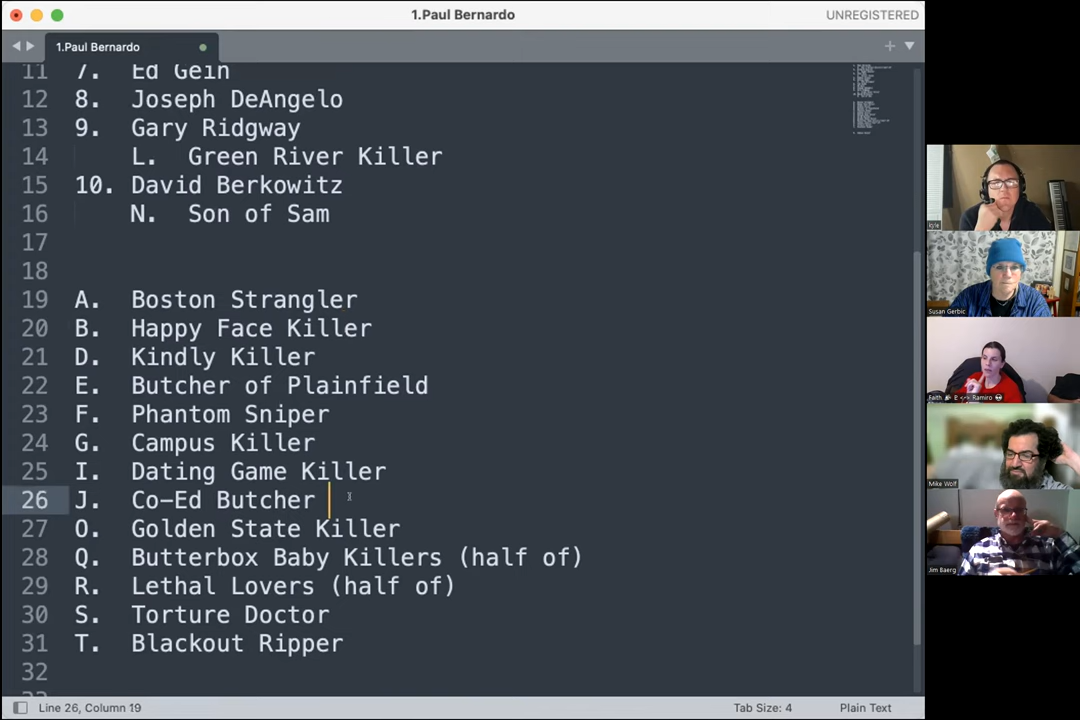 1.Paul Bernardo
UNREGISTERED
1.Paul Bernardo
11 7. Ed Gein
12 8. Joseph DeAngelo
13 9. Gary Ridgway
14 L. Green River Killer
15 10. David Berkowitz
16 N. Son of Sam
17
18
19 A. Boston Strangler
20 B. Happy Face Killer
21 D. Kindly Killer
22 E. Butcher of Plainfield
23 F. Phantom Sniper
24 G. Campus Killer
25 I. Dating Game Killer
26 J. Co-Ed Butcher
27 O. Golden State Killer
28 Q. Butterbox Baby Killers (half of)
29 R. Lethal Lovers (half of)
30 S. Torture Doctor
31 T. Blackout Ripper
32
Line 26, Column 19
Tab Size: 4
Plain Text
kyle
Susan Gerbic
Faith
Ramiro
Mike Wolf
Jim Baerg